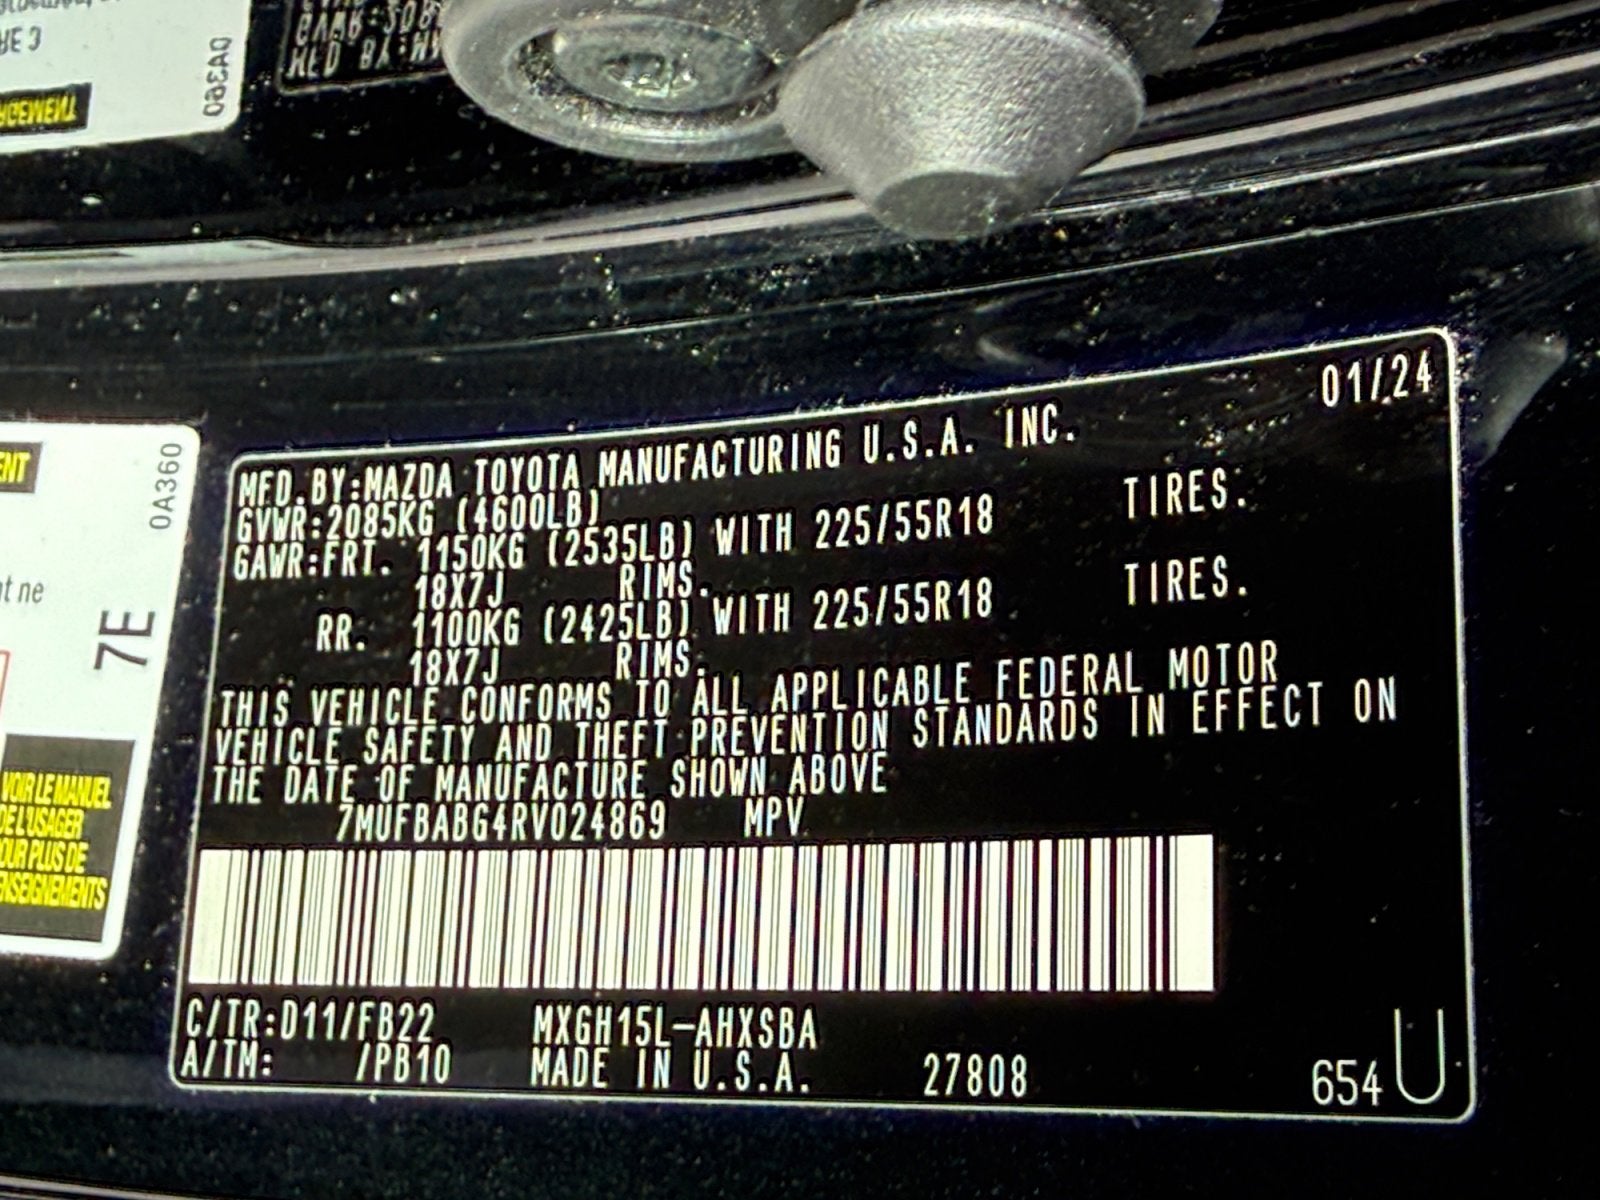 01/24
MFD.BY:MAZDA TOYOTA MANUFACTURING U.S.A. INC.
GVWR:2085KG (4600LB)
GAWR:FRT. 1150KG (2535LB) WITH 225/55R18 TIRES.
18X7J RIMS.
RR. 1100KG (2425LB) WITH 225/55R18 TIRES.
18X7J RIMS.
THIS VEHICLE CONFORMS TO ALL APPLICABLE FEDERAL MOTOR
VEHICLE SAFETY AND THEFT PREVENTION STANDARDS IN EFFECT ON
THE DATE OF MANUFACTURE SHOWN ABOVE
7MUFBABG4RV024869 MPV
C/TR:D11/FB22 MXGH15L-AHXSBA
A/TM: /PB10 MADE IN U.S.A. 27808 654 U
0A360
ne
7E
VOIR LE MANUEL
DE L'USAGER
PLUS DE